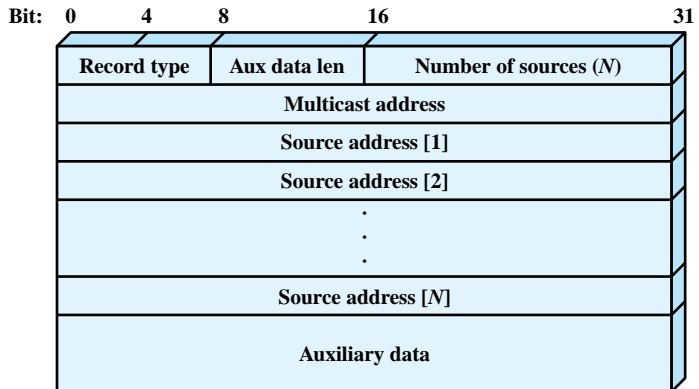 Bit: 0 4 8 16 31
Record type Aux data len Number of sources (N)
Multicast address
Source address [1]
Source address [2]
.
.
.
Source address [N]
Auxiliary data